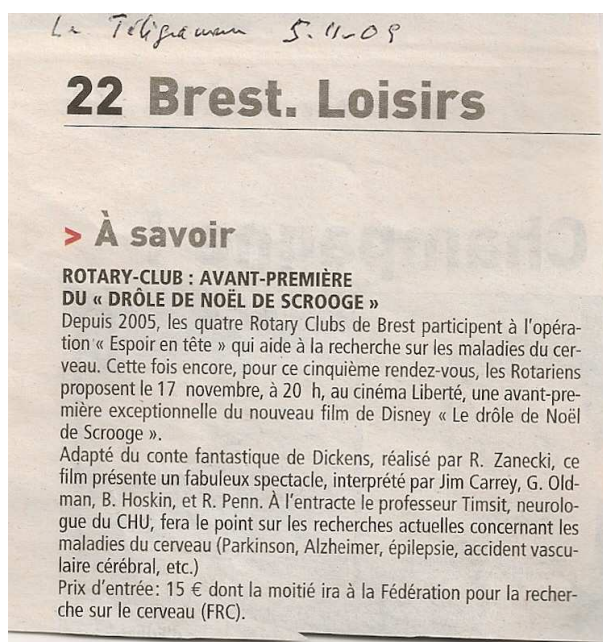 Le Télégramme 5-11-09
22 Brest. Loisirs
> À savoir
ROTARY-CLUB : AVANT-PREMIÈRE
DU « DRÔLE DE NOËL DE SCROOGE »
Depuis 2005, les quatre Rotary Clubs de Brest participent à l'opéra-
tion « Espoir en tête » qui aide à la recherche sur les maladies du cer-
veau. Cette fois encore, pour ce cinquième rendez-vous, les Rotariens
proposent le 17 novembre, à 20 h, au cinéma Liberté, une avant-pre-
mière exceptionnelle du nouveau film de Disney « Le drôle de Noël
de Scrooge ».
Adapté du conte fantastique de Dickens, réalisé par R. Zanecki, ce
film présente un fabuleux spectacle, interprété par Jim Carrey, G. Old-
man, B. Hoskin, et R. Penn. À l'entracte le professeur Timsit, neurolo-
gue du CHU, fera le point sur les recherches actuelles concernant les
maladies du cerveau (Parkinson, Alzheimer, épilepsie, accident vascu-
laire cérébral, etc.)
Prix d'entrée: 15 € dont la moitié ira à la Fédération pour la recher-
che sur le cerveau (FRC).